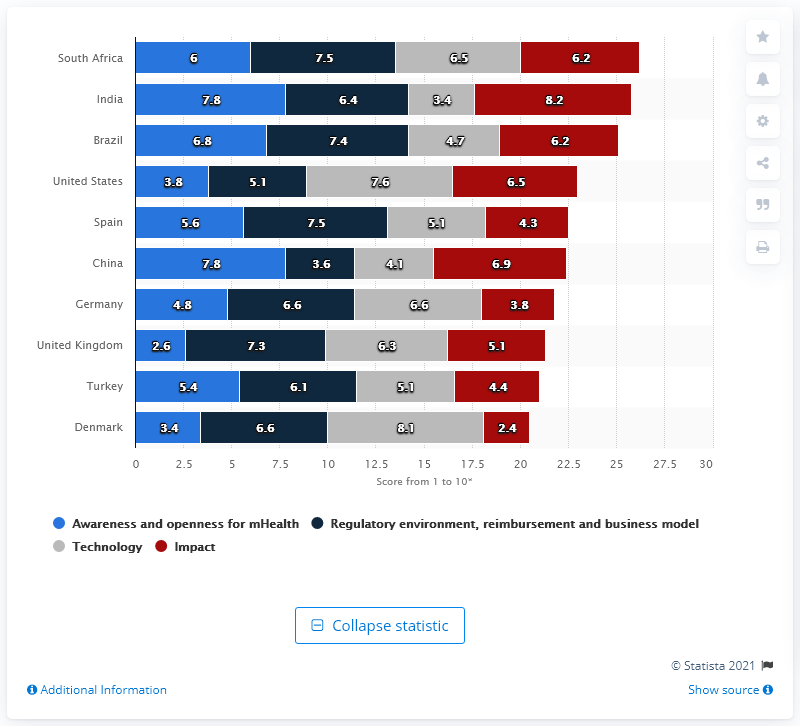 South Africa 6 7.5 6.5 6.2
India 7.8 6.4 3.4 8.2
Brazil 6.8 7.4 4.7 6.2
United States 3.8 5.1 7.6 6.5
Spain 5.6 7.5 5.1 4.3
China 7.8 3.6 4.1 6.9
Germany 4.8 6.6 6.6 3.8
United Kingdom 2.6 7.3 6.3 5.1
Turkey 5.4 6.1 5.1 4.4
Denmark 3.4 6.6 8.1 2.4
0 2.5 5 7.5 10 12.5 15 17.5 20 22.5 25 27.5 30
Score from 1 to 10*
Awareness and openness for mHealth Regulatory environment, reimbursement and business model
Technology Impact
Collapse statistic
© Statista 2021
Additional Information Show source